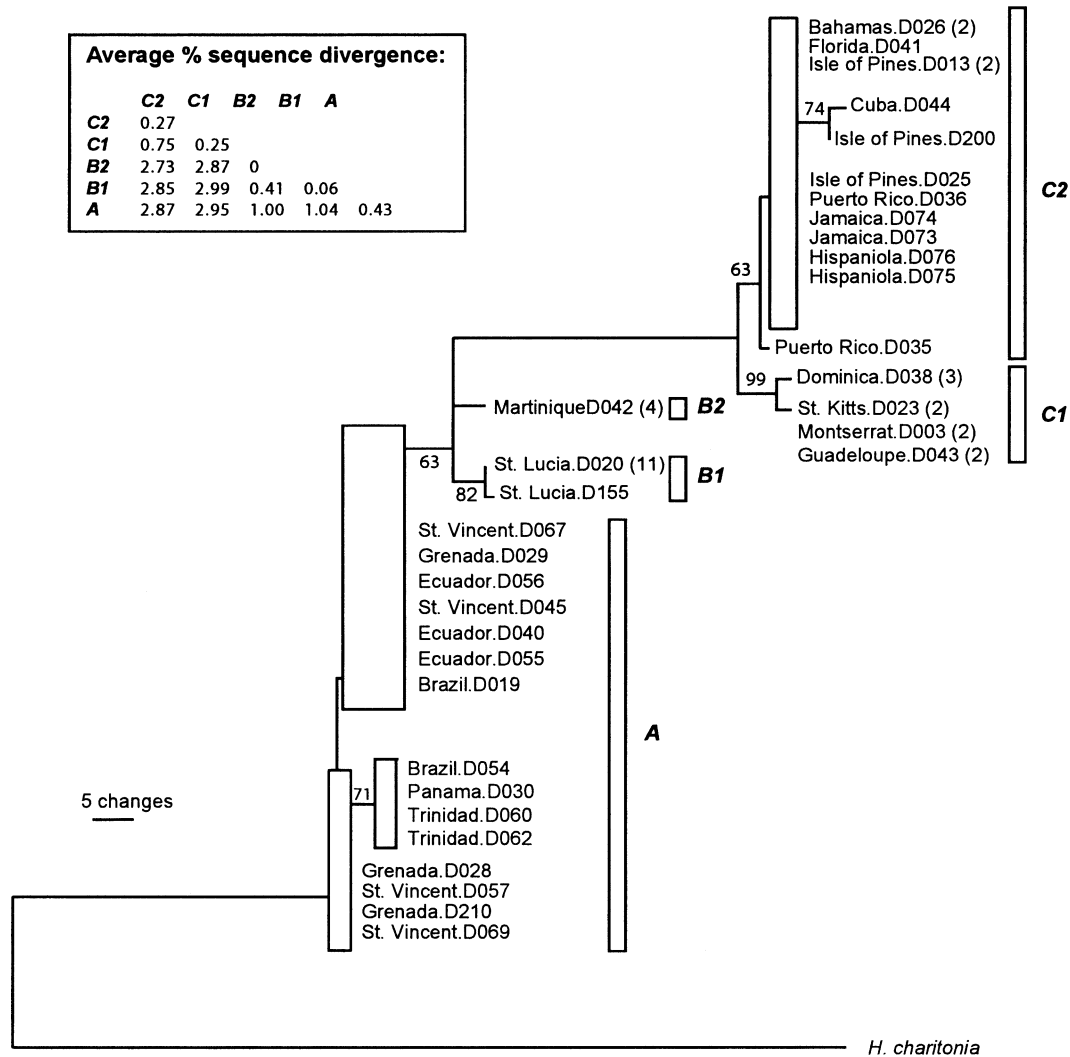 Average % sequence divergence:
C2 C1 B2 B1 A
C2 0.27
C1 0.75 0.25
B2 2.73 2.87 0
B1 2.85 2.99 0.41 0.06
A 2.87 2.95 1.00 1.04 0.43
Bahamas.D026 (2)
Florida.D041
Isle of Pines.D013 (2)
74
Cuba.D044
Isle of Pines.D200
Isle of Pines.D025
Puerto Rico.D036
Jamaica.D074
Jamaica.D073
Hispaniola.D076
Hispaniola.D075
C2
63
Puerto Rico.D035
99
Dominica.D038 (3)
St. Kitts.D023 (2)
Montserrat.D003 (2)
Guadeloupe.D043 (2)
C1
MartiniqueD042 (4)
B2
63
St. Lucia.D020 (11)
82
St. Lucia.D155
B1
St. Vincent.D067
Grenada.D029
Ecuador.D056
St. Vincent.D045
Ecuador.D040
Ecuador.D055
Brazil.D019
A
5 changes
71
Brazil.D054
Panama.D030
Trinidad.D060
Trinidad.D062
Grenada.D028
St. Vincent.D057
Grenada.D210
St. Vincent.D069
H. charitonia